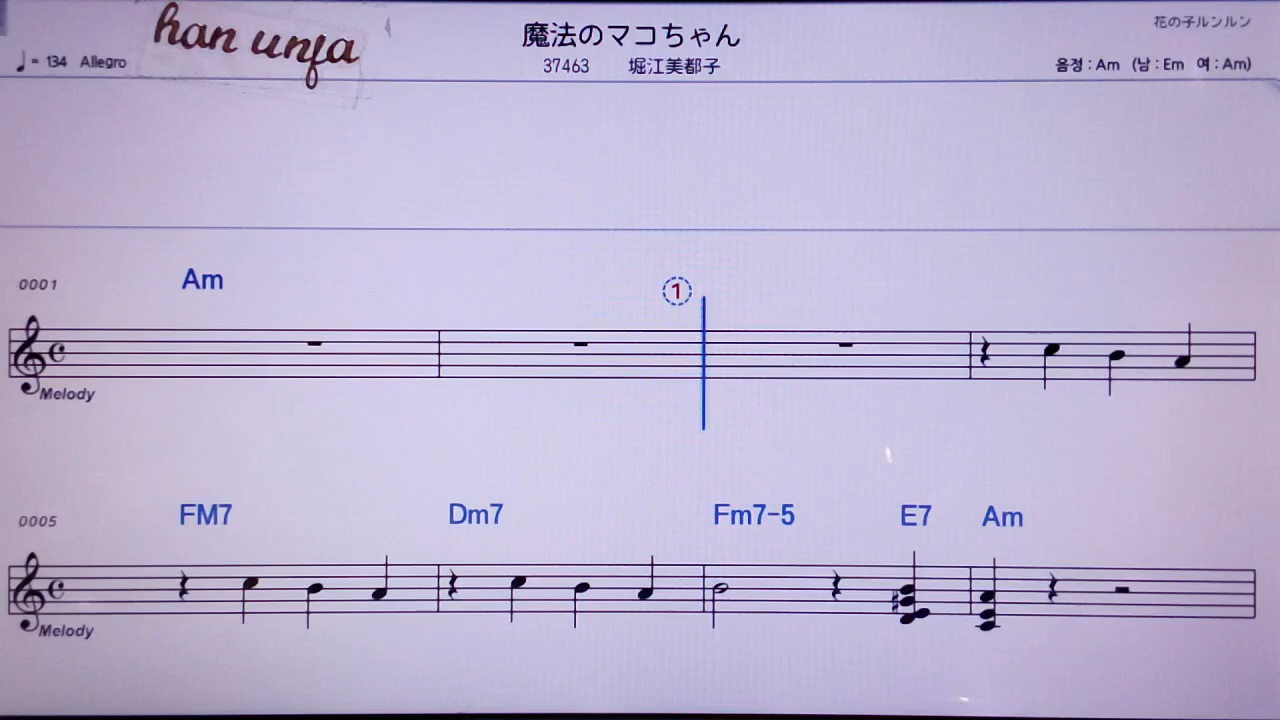 han unfa
魔法のマコちゃん
花の子ルンルン
♩= 134 Allegro
37463 堀江美都子
음정 : Am (남 : Em 여 : Am)
0001 Am
1
Melody
0005 FM7 Dm7 Fm7-5 E7 Am
Melody